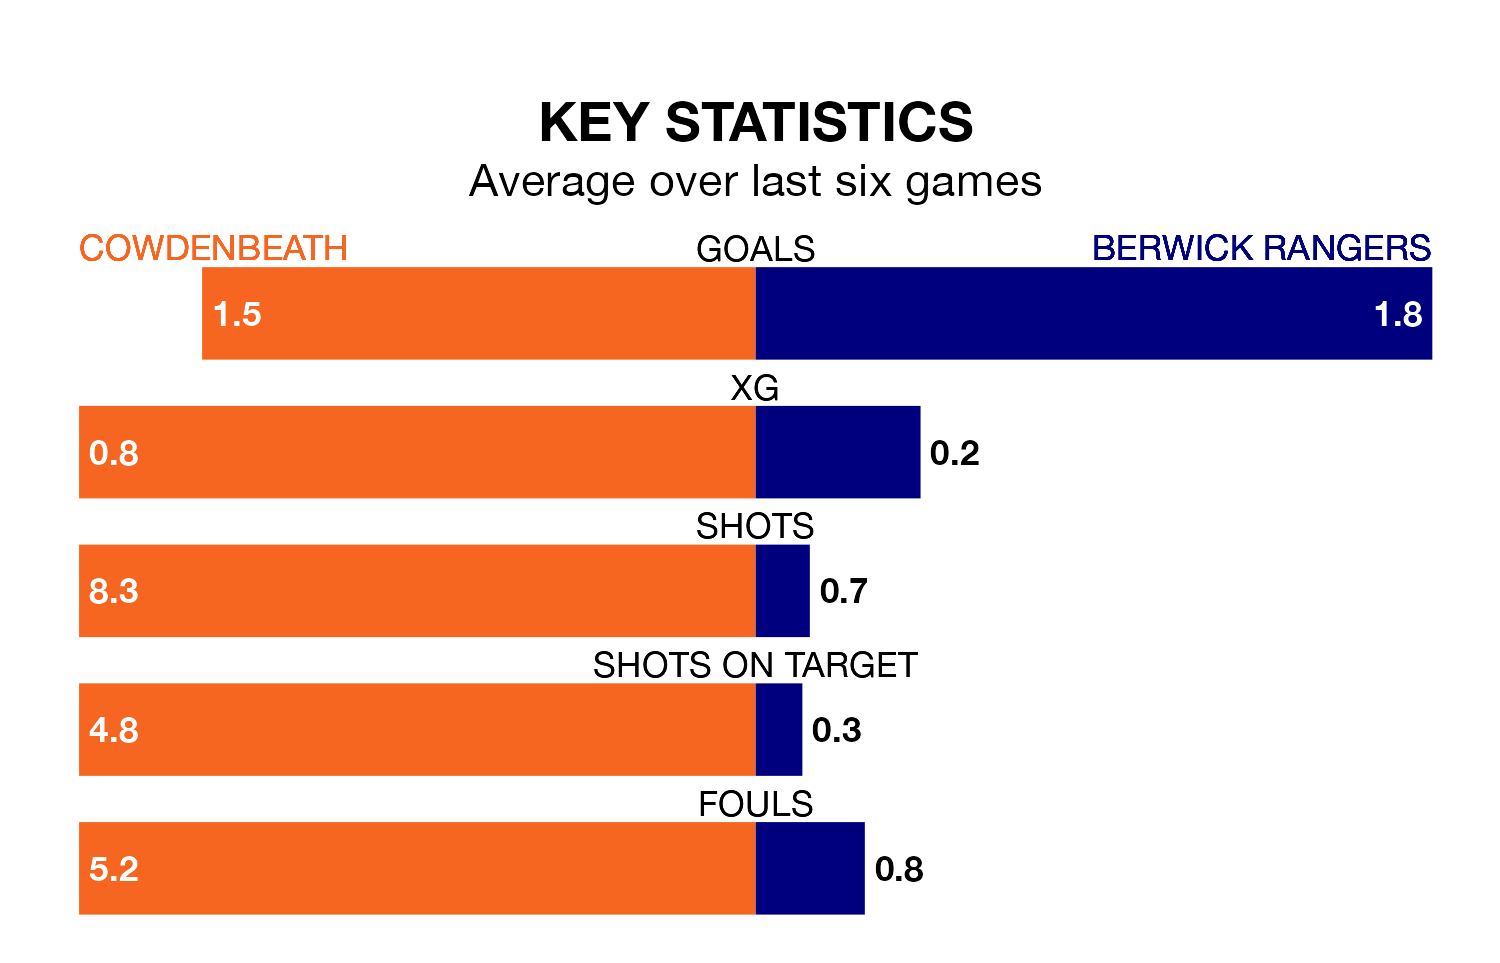 KEY STATISTICS
Average over last six games
COWDENBEATH GOALS BERWICK RANGERS
1.5 1.8
XG
0.8 0.2
SHOTS
8.3 0.7
SHOTS ON TARGET
4.8 0.3
FOULS
5.2 0.8